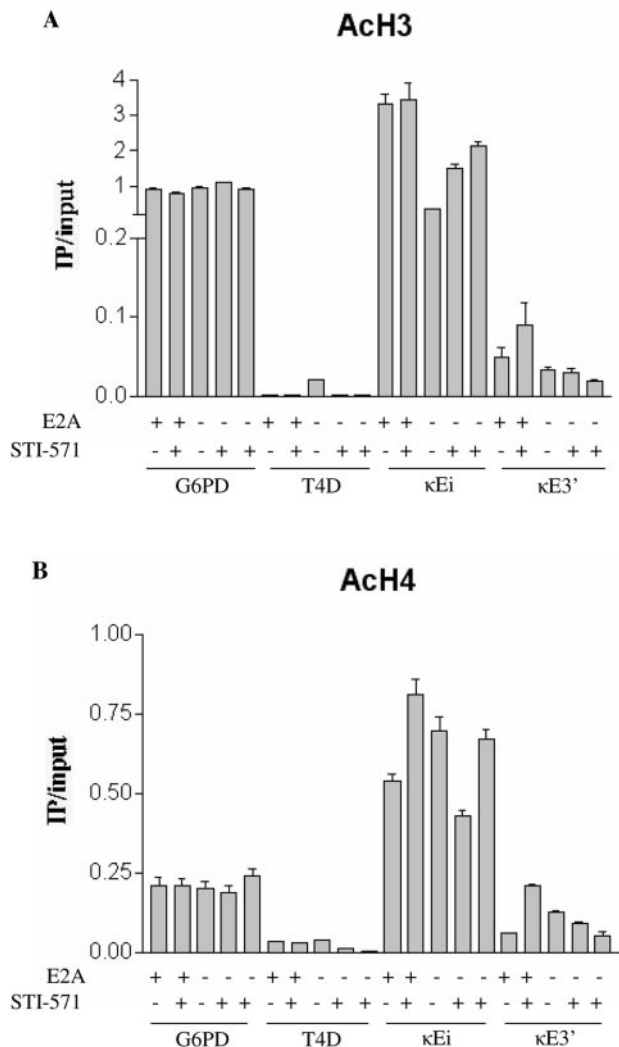 A
AcH3
IP/input
4
3
2
1
0.2
0.1
0.0
E2A + + - - - + + - - - + + - - - + + - - -
STI-571 - + - + + - + - + + - + - + + - + - + +
G6PD T4D κEi κE3'
B
AcH4
IP/input
1.00
0.75
0.50
0.25
0.00
E2A + + - - - + + - - - + + - - - + + - - -
STI-571 - + - + + - + - + + - + - + + - + - + +
G6PD T4D κEi κE3'